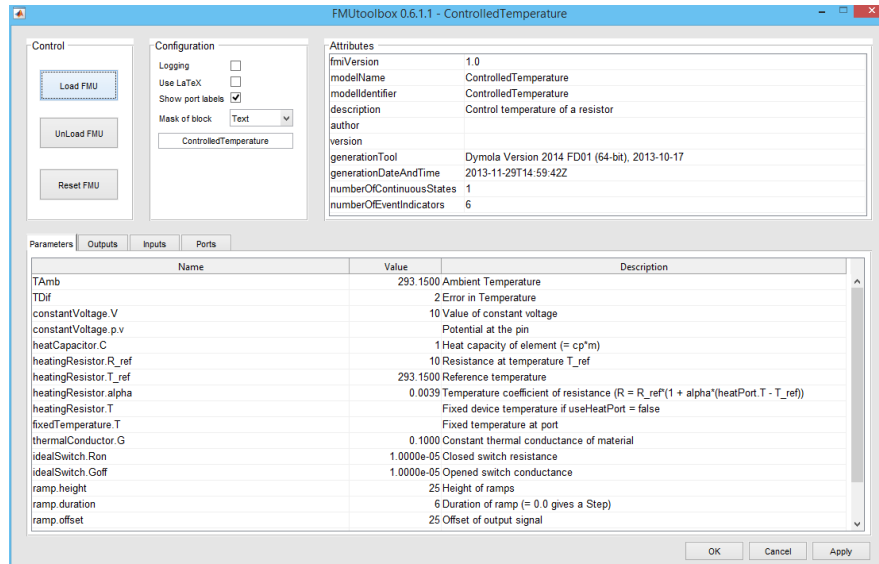 FMUtoolbox 0.6.1.1 - ControlledTemperature
Control
Load FMU
UnLoad FMU
Reset FMU
Configuration
Logging
Use LaTeX
Show port labels
Mask of block Text
ControlledTemperature
Attributes
fmiVersion 1.0
modelName ControlledTemperature
modelIdentifier ControlledTemperature
description Control temperature of a resistor
author
version
generationTool Dymola Version 2014 FD01 (64-bit), 2013-10-17
generationDateAndTime 2013-11-29T14:59:42Z
numberOfContinuousStates 1
numberOfEventIndicators 6
Parameters Outputs Inputs Ports
Name Value Description
TAmb 293.1500 Ambient Temperature
TDif 2 Error in Temperature
constantVoltage.V 10 Value of constant voltage
constantVoltage.p.v Potential at the pin
heatCapacitor.C 1 Heat capacity of element (= cp*m)
heatingResistor.R_ref 10 Resistance at temperature T_ref
heatingResistor.T_ref 293.1500 Reference temperature
heatingResistor.alpha 0.0039 Temperature coefficient of resistance (R = R_ref*(1 + alpha*(heatPort.T - T_ref))
heatingResistor.T Fixed device temperature if useHeatPort = false
fixedTemperature.T Fixed temperature at port
thermalConductor.G 0.1000 Constant thermal conductance of material
idealSwitch.Ron 1.0000e-05 Closed switch resistance
idealSwitch.Goff 1.0000e-05 Opened switch conductance
ramp.height 25 Height of ramps
ramp.duration 6 Duration of ramp (= 0.0 gives a Step)
ramp.offset 25 Offset of output signal
OK Cancel Apply